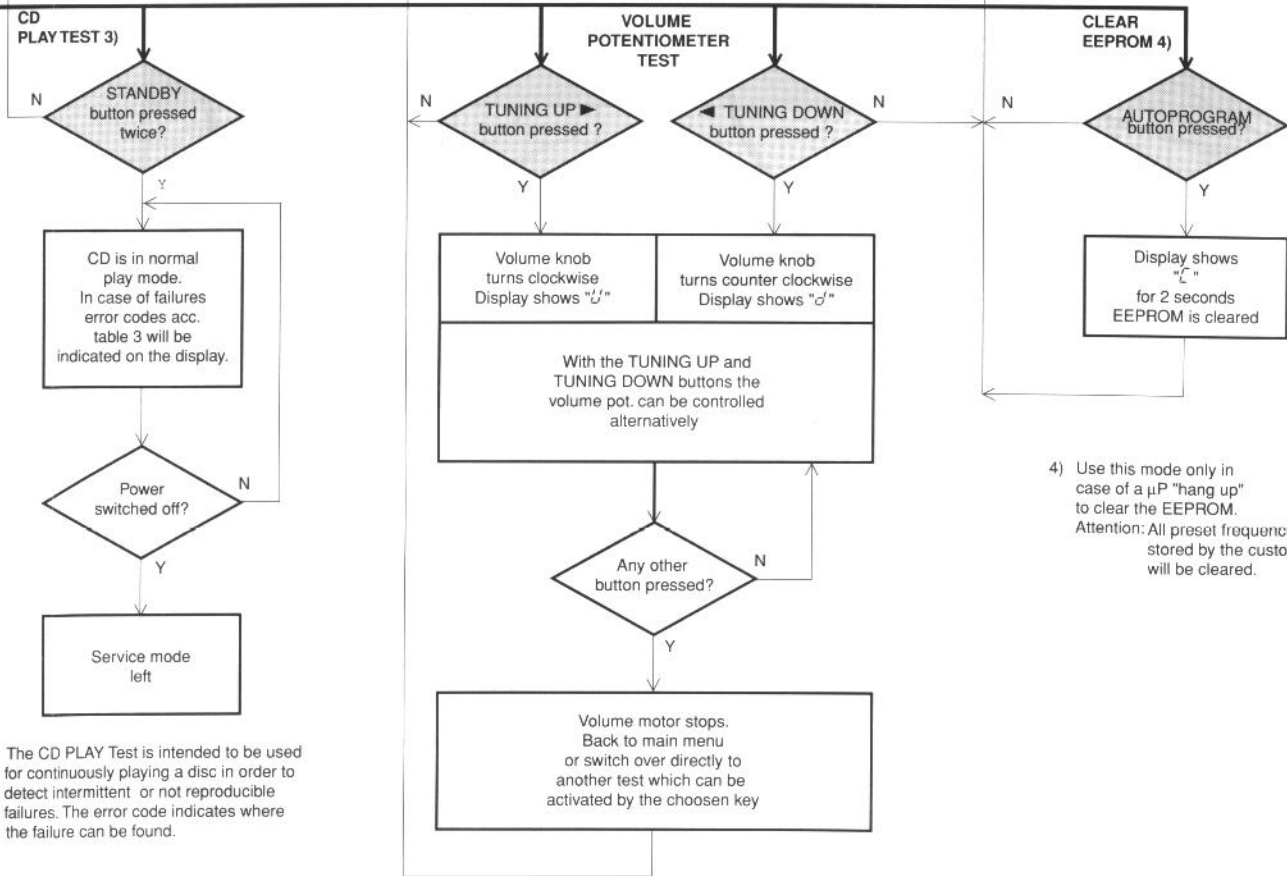 CD
PLAY TEST 3)
STANDBY
button pressed
twice?
N
Y
CD is in normal
play mode.
In case of failures
error codes acc.
table 3 will be
indicated on the display.
Power
switched off?
N
Y
Service mode
left
The CD PLAY Test is intended to be used
for continuously playing a disc in order to
detect intermittent or not reproducible
failures. The error code indicates where
the failure can be found.
VOLUME
POTENTIOMETER
TEST
N
TUNING UP ►
button pressed ?
Y
◄ TUNING DOWN
button pressed ?
N
Y
Volume knob
turns clockwise
Display shows "U"
Volume knob
turns counter clockwise
Display shows "d"
With the TUNING UP and
TUNING DOWN buttons the
volume pot. can be controlled
alternatively
Any other
button pressed?
N
Y
Volume motor stops.
Back to main menu
or switch over directly to
another test which can be
activated by the choosen key
CLEAR
EEPROM 4)
N
AUTOPROGRAM
button pressed?
Y
Display shows
"C"
for 2 seconds
EEPROM is cleared
4) Use this mode only in
case of a µP "hang up"
to clear the EEPROM.
Attention: All preset frequenc
stored by the custo
will be cleared.